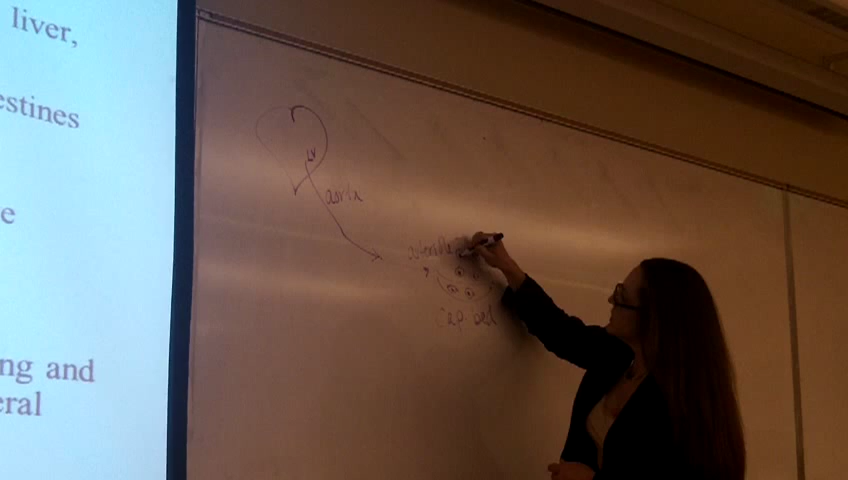 liver,
estines
e
ng and
eral
LV
aorta
arteriole
cap bed